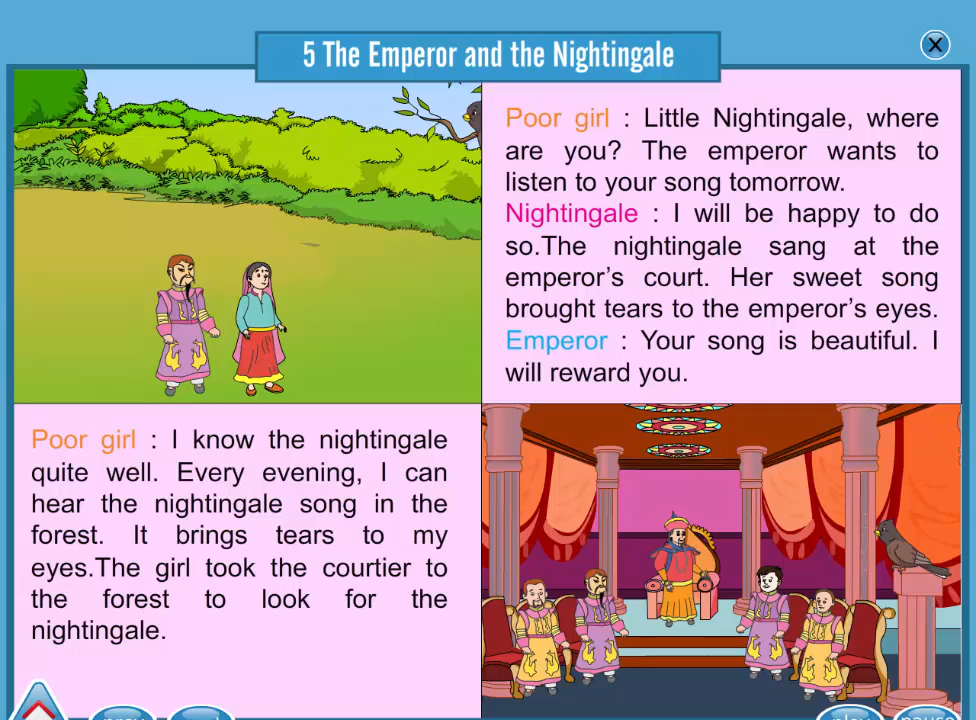 5 The Emperor and the Nightingale
X
Poor girl : I know the nightingale
quite well. Every evening, I can
hear the nightingale song in the
forest. It brings tears to my
eyes.The girl took the courtier to
the forest to look for the
nightingale.
Poor girl : Little Nightingale, where
are you? The emperor wants to
listen to your song tomorrow.
Nightingale : I will be happy to do
so.The nightingale sang at the
emperor’s court. Her sweet song
brought tears to the emperor’s eyes.
Emperor : Your song is beautiful. I
will reward you.
play
pause